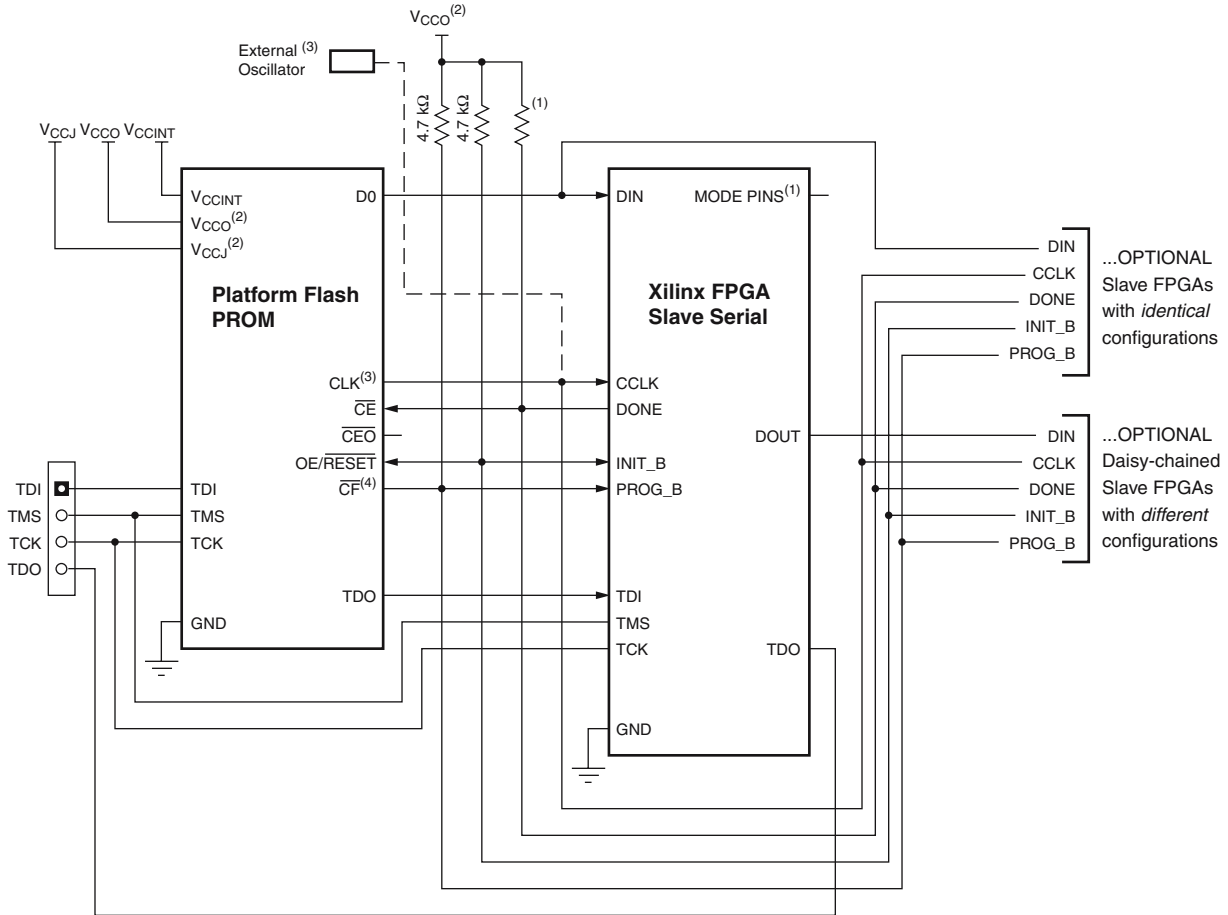 VCCO(2)
External (3)
Oscillator
4.7 kΩ
4.7 kΩ
(1)
VCCJ VCCO VCCINT
VCCINT
VCCO(2)
VCCJ(2)
D0
Platform Flash
PROM
CLK(3)
CE
CEO
OE/RESET
CF(4)
TDI
TMS
TCK
TDO
GND
TDI
TMS
TCK
TDO
DIN
MODE PINS(1)
Xilinx FPGA
Slave Serial
CCLK
DONE
DOUT
INIT_B
PROG_B
TDI
TMS
TCK
TDO
GND
DIN
CCLK
DONE
INIT_B
PROG_B
...OPTIONAL
Slave FPGAs
with identical
configurations
DIN
CCLK
DONE
INIT_B
PROG_B
...OPTIONAL
Daisy-chained
Slave FPGAs
with different
configurations